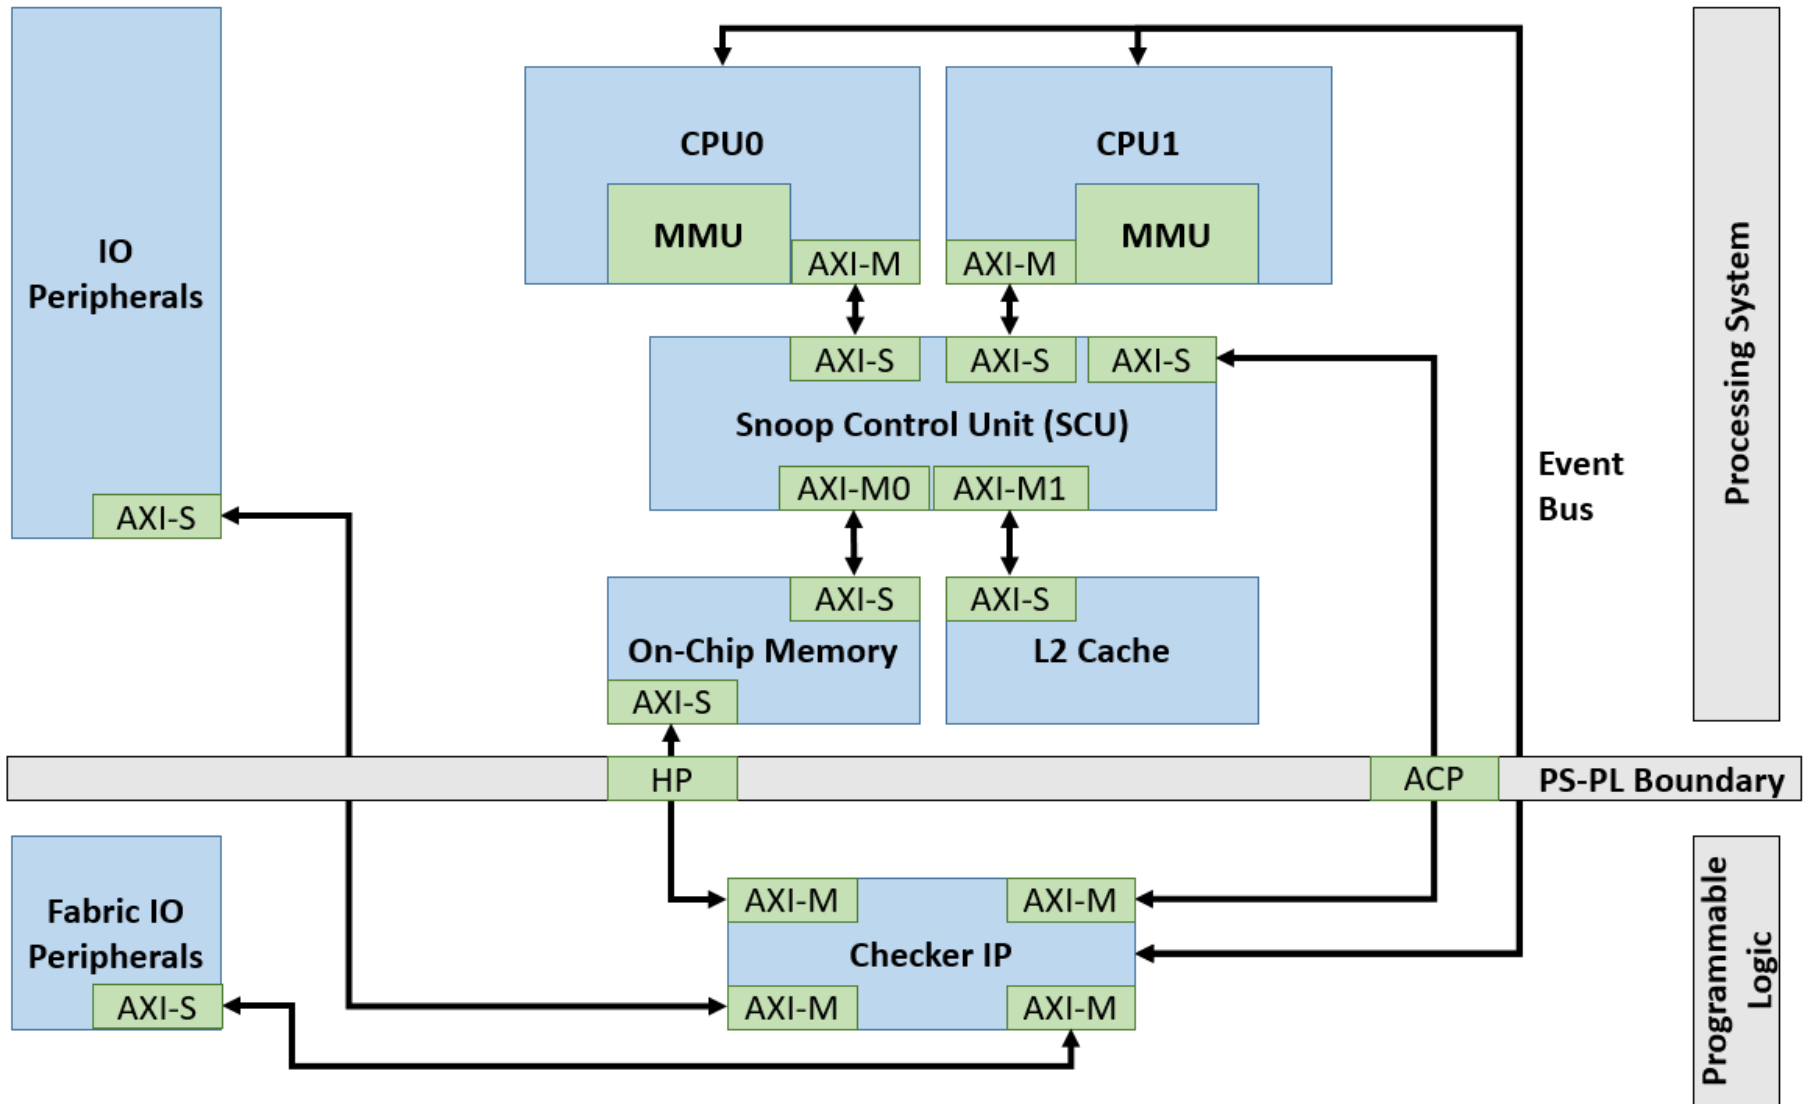 CPU0
MMU
AXI-M
CPU1
MMU
AXI-M
IO
Peripherals
AXI-S
AXI-S
AXI-S
AXI-S
Snoop Control Unit (SCU)
AXI-M0
AXI-M1
Event
Bus
Processing System
AXI-S
On-Chip Memory
AXI-S
AXI-S
L2 Cache
HP
ACP
PS-PL Boundary
Fabric IO
Peripherals
AXI-S
AXI-M
AXI-M
Checker IP
AXI-M
AXI-M
Programmable
Logic